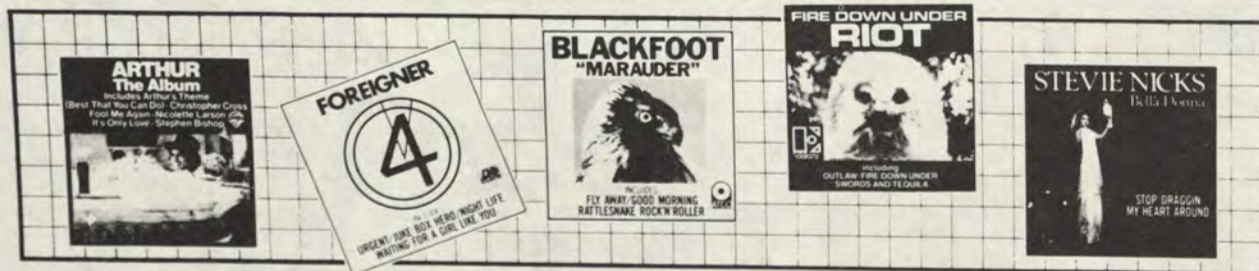 ARTHUR
The Album
Includes Arthur's Theme
(Best That You Can Do) - Christopher Cross
Fool Me Again - Nicolette Larson
It's Only Love - Stephen Bishop
FOREIGNER
4
INCLUDES
URGENT/JUKE BOX HERO/NIGHT LIFE
WAITING FOR A GIRL LIKE YOU
BLACKFOOT
"MARAUDER"
INCLUDES
FLY AWAY/GOOD MORNING
RATTLESNAKE ROCK'N'ROLLER
ATCO
FIRE DOWN UNDER
RIOT
including
OUTLAW·FIRE DOWN UNDER
SWORDS AND TEQUILA
STEVIE NICKS
Bella Donna
STOP DRAGGIN
MY HEART AROUND